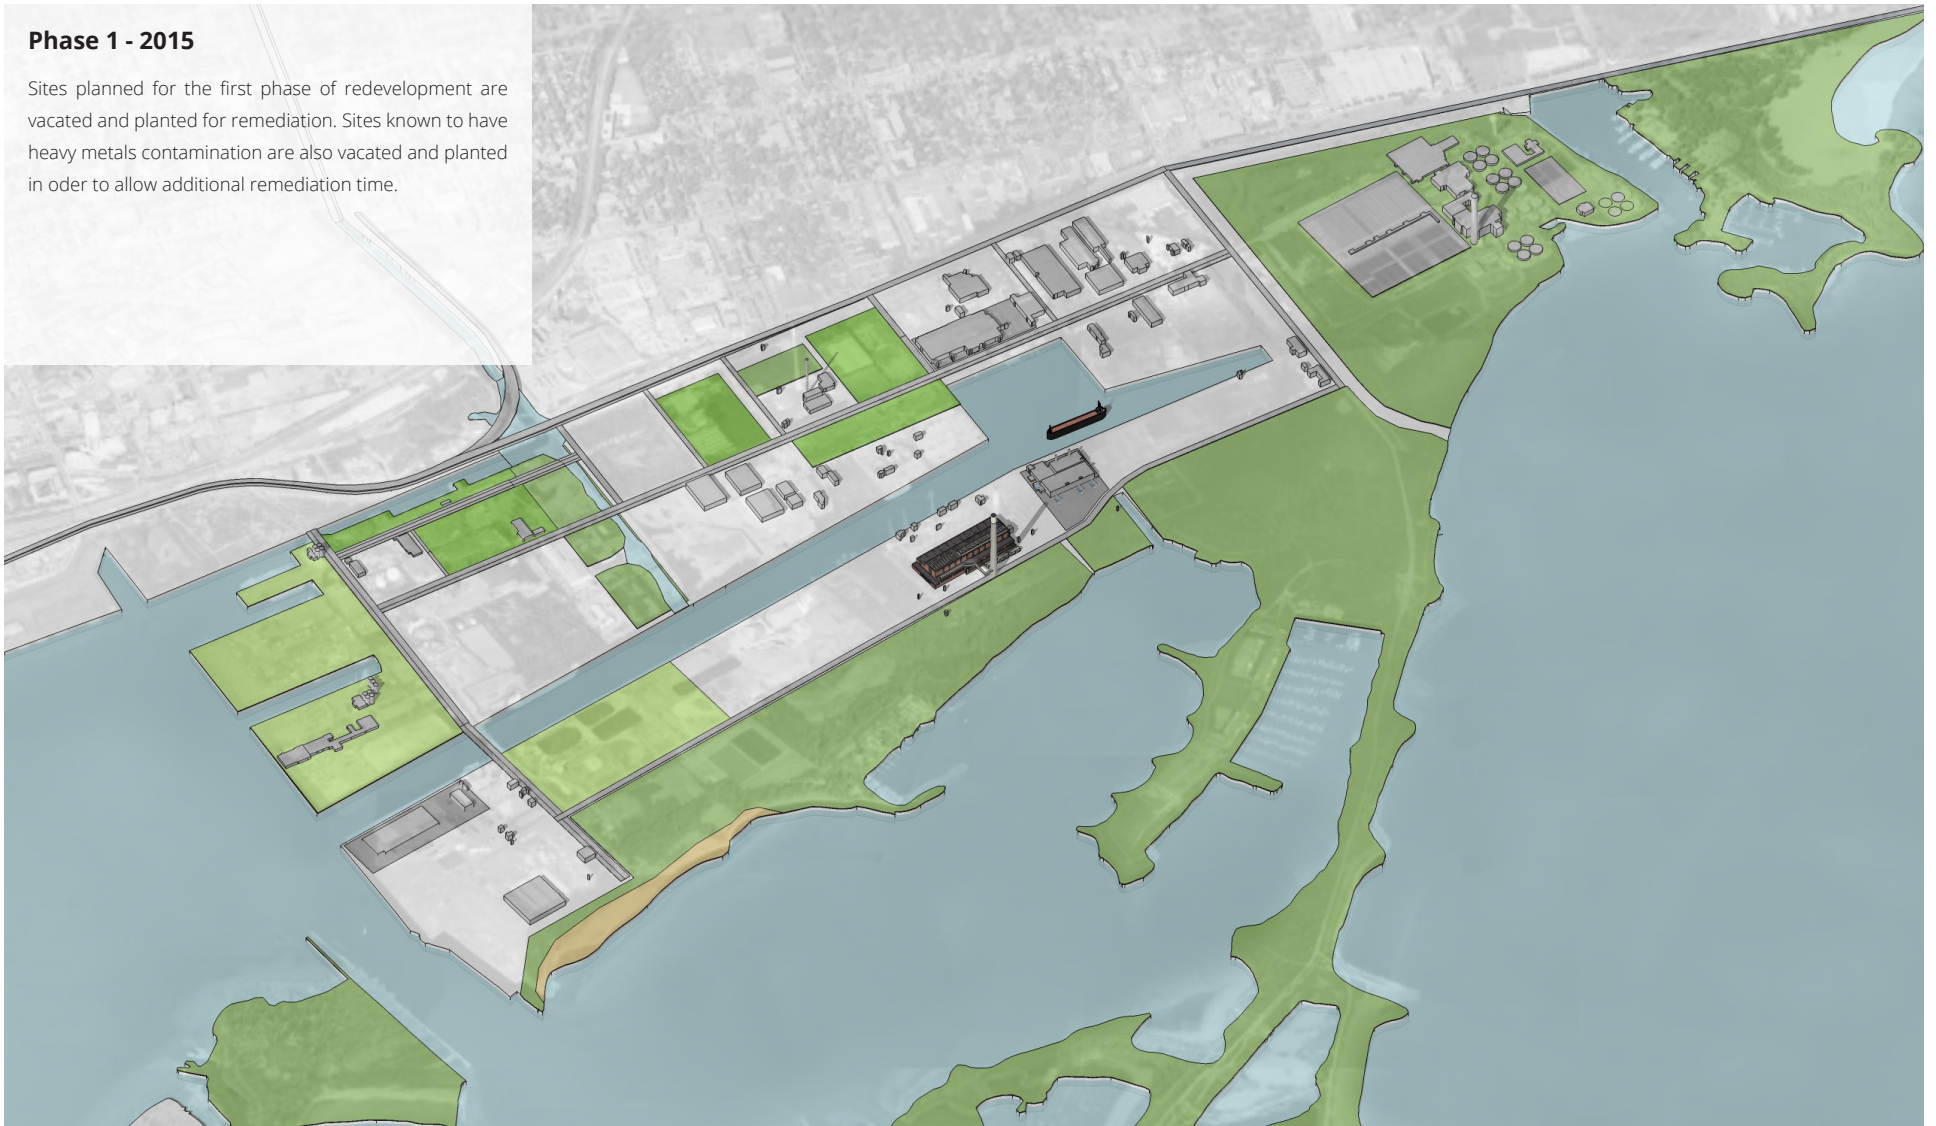 Phase 1 - 2015
Sites planned for the first phase of redevelopment are
vacated and planted for remediation. Sites known to have
heavy metals contamination are also vacated and planted
in oder to allow additional remediation time.